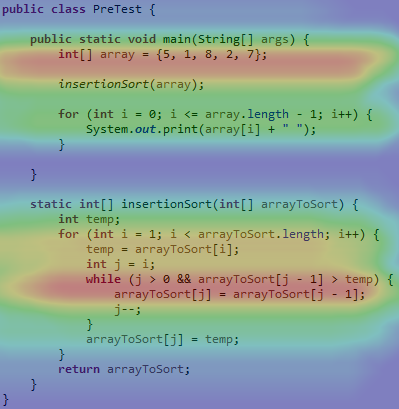 public class PreTest {
public static void main(String[] args) {
int[] array = {5, 1, 8, 2, 7};
insertionSort(array);
for (int i = 0; i <= array.length - 1; i++) {
System.out.print(array[i] + " ");
}
}
static int[] insertionSort(int[] arrayToSort) {
int temp;
for (int i = 1; i < arrayToSort.length; i++) {
temp = arrayToSort[i];
int j = i;
while (j > 0 && arrayToSort[j - 1] > temp) {
arrayToSort[j] = arrayToSort[j - 1];
j--;
}
arrayToSort[j] = temp;
}
return arrayToSort;
}
}